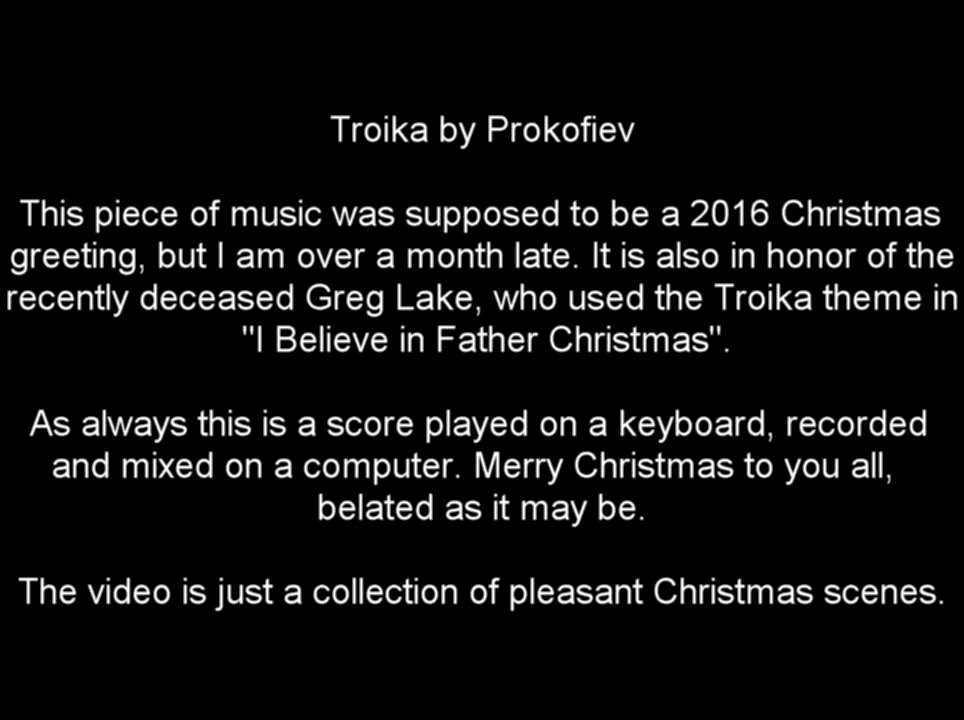 Troika by Prokofiev
This piece of music was supposed to be a 2016 Christmas
greeting, but I am over a month late. It is also in honor of the
recently deceased Greg Lake, who used the Troika theme in
"I Believe in Father Christmas".
As always this is a score played on a keyboard, recorded
and mixed on a computer. Merry Christmas to you all,
belated as it may be.
The video is just a collection of pleasant Christmas scenes.